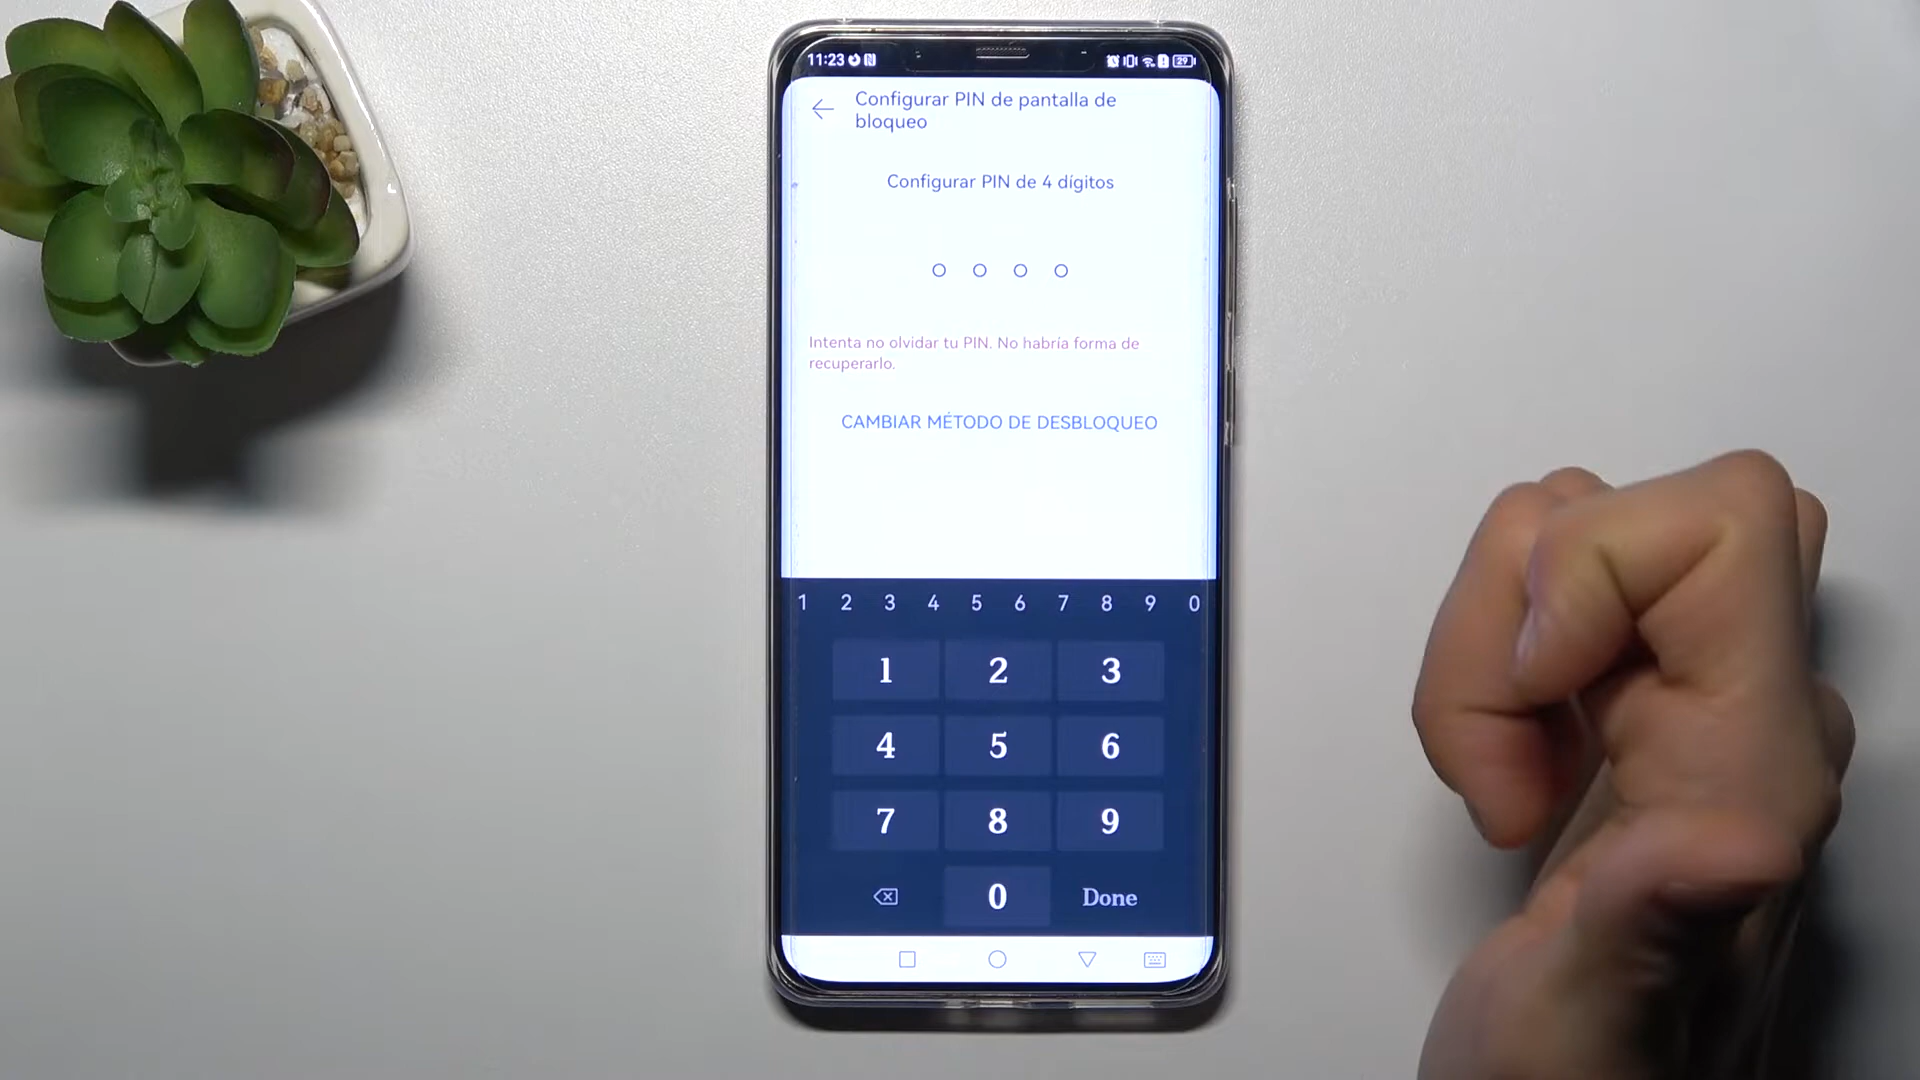 11:23
29
Configurar PIN de pantalla de
bloqueo
Configurar PIN de 4 dígitos
Intenta no olvidar tu PIN. No habría forma de
recuperarlo.
CAMBIAR MÉTODO DE DESBLOQUEO
1 2 3 4 5 6 7 8 9 0
1 2 3
4 5 6
7 8 9
0 Done